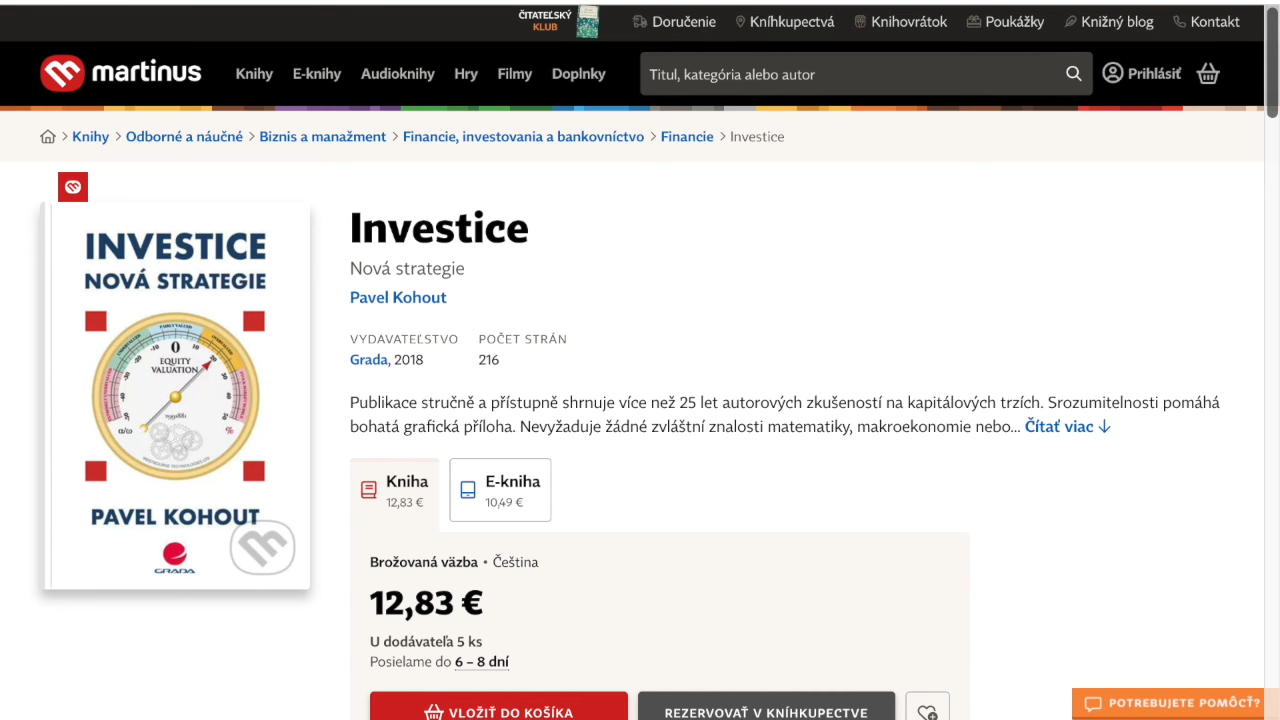 ČITATEĽSKÝ
KLUB
Doručenie Kníhkupectvá Knihovrátok Poukážky Knižný blog Kontakt
martinus
Knihy E-knihy Audioknihy Hry Filmy Doplnky
Titul, kategória alebo autor
Prihlásiť
Knihy > Odborné a náučné > Biznis a manažment > Financie, investovania a bankovníctvo > Financie > Investice
INVESTICE
NOVÁ STRATEGIE
0
EQUITY
VALUATION
PAVEL KOHOUT
GRADA
Investice
Nová strategie
Pavel Kohout
VYDAVATEĽSTVO POČET STRÁN
Grada, 2018 216
Publikace stručně a přístupně shrnuje více než 25 let autorových zkušeností na kapitálových trzích. Srozumitelnosti pomáhá
bohatá grafická příloha. Nevyžaduje žádné zvláštní znalosti matematiky, makroekonomie nebo... Čítať viac ↓
Kniha
12,83 €
E-kniha
10,49 €
Brožovaná väzba • Čeština
12,83 €
U dodávateľa 5 ks
Posielame do 6 – 8 dní
VLOŽIŤ DO KOŠÍKA
REZERVOVAŤ V KNÍHKUPECTVE
POTREBUJETE POMÔCŤ?